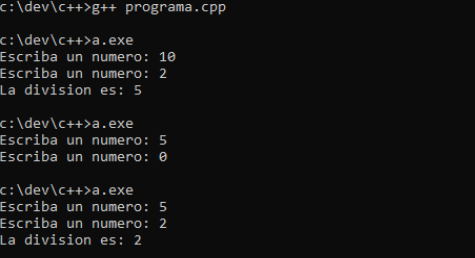 c:\dev\c++>g++ programa.cpp
c:\dev\c++>a.exe
Escriba un numero: 10
Escriba un numero: 2
La division es: 5
c:\dev\c++>a.exe
Escriba un numero: 5
Escriba un numero: 0
c:\dev\c++>a.exe
Escriba un numero: 5
Escriba un numero: 2
La division es: 2